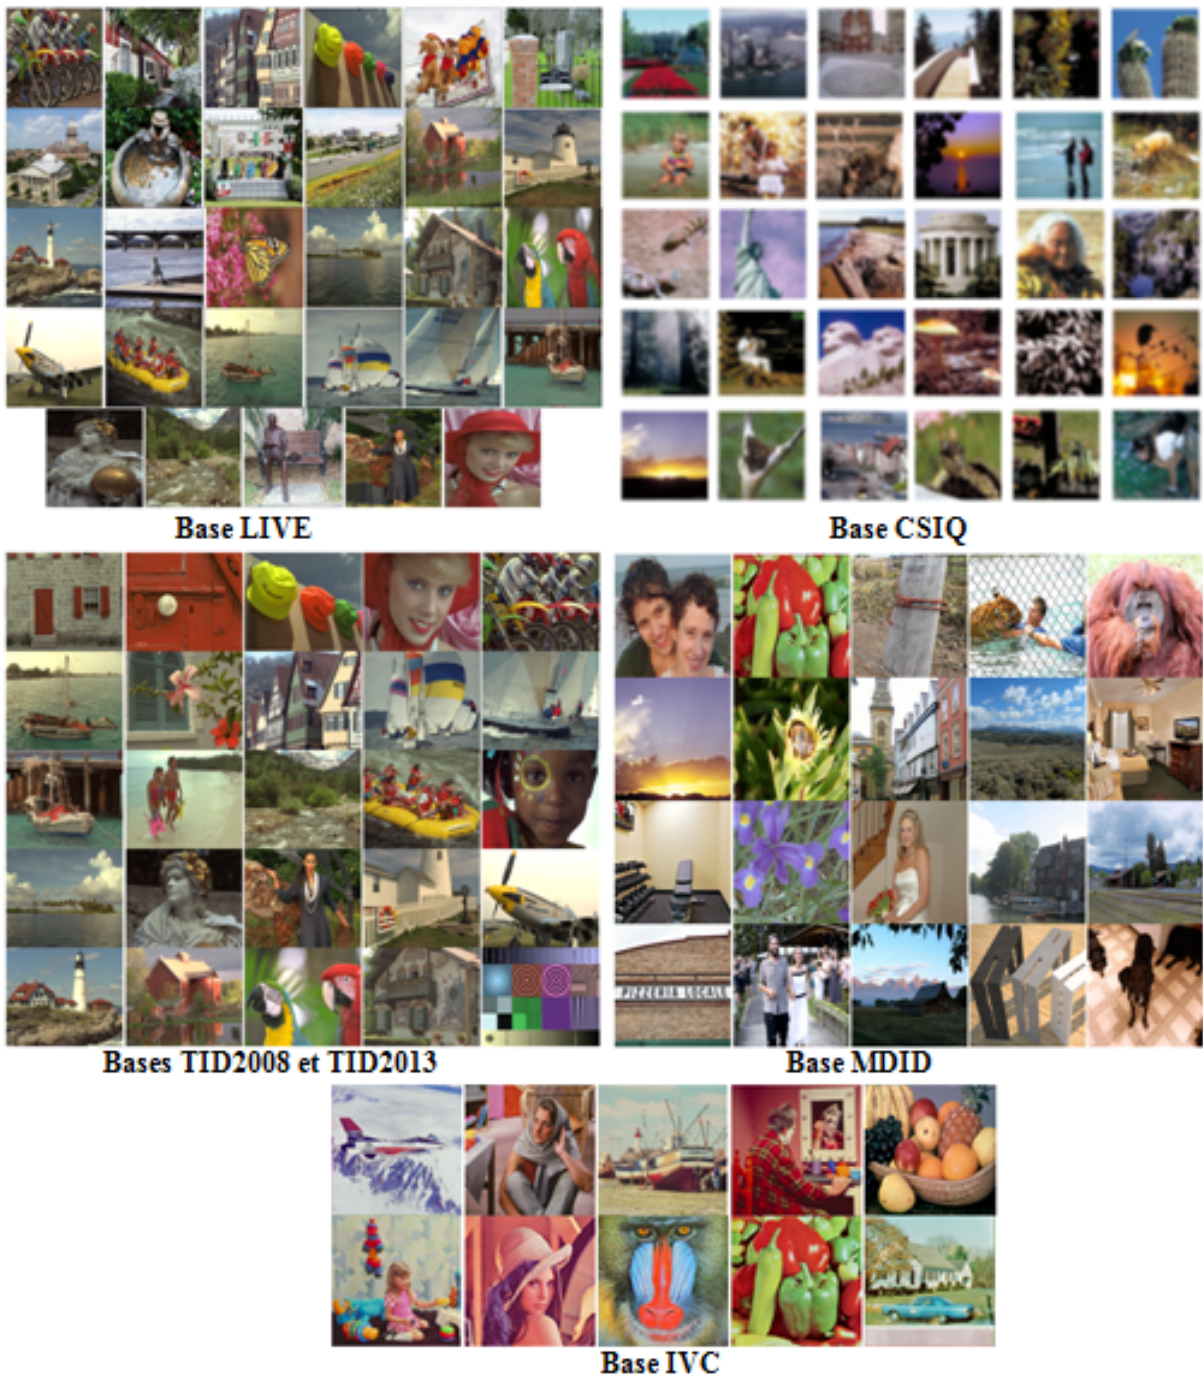 Base LIVE
Base CSIQ
Bases TID2008 et TID2013
PIZZERIA LOCALE
Base MDID
Base IVC